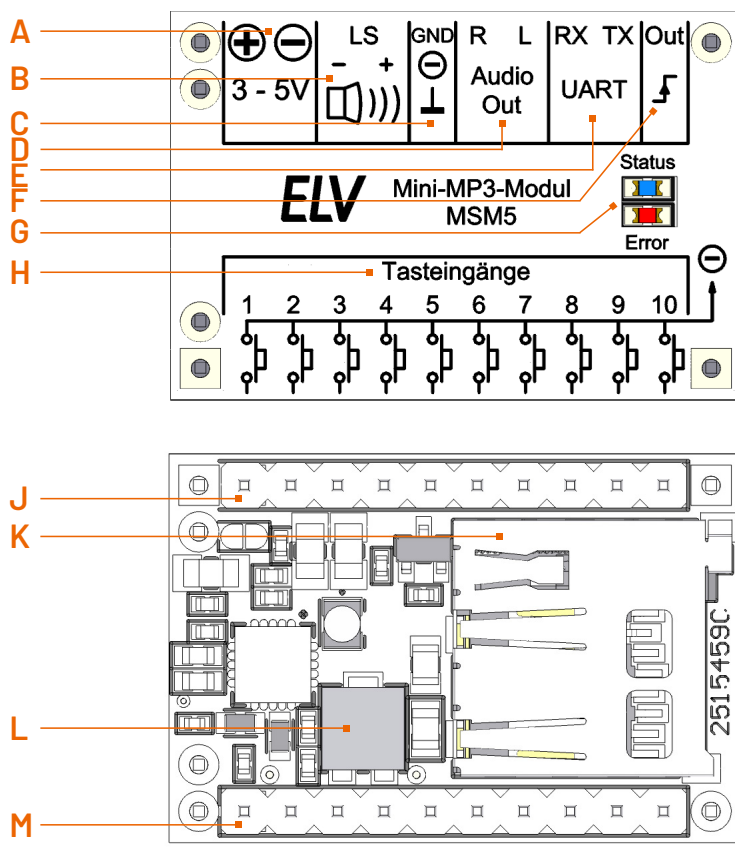 A
B
C
D
E
F
G
H
LS GND R L RX TX Out
- +
3 - 5V Audio Out UART
Status
ELV Mini-MP3-Modul
MSM5
Error
Tasteingänge
1 2 3 4 5 6 7 8 9 10
J
K
L
M
2515459C